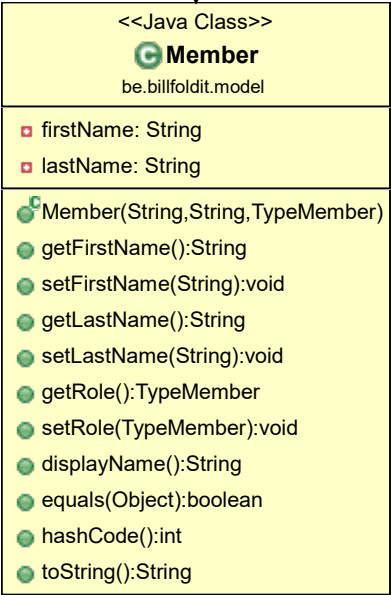 <<Java Class>>
C Member
be.billfoldit.model
firstName: String
lastName: String
C Member(String,String,TypeMember)
getFirstName():String
setFirstName(String):void
getLastName():String
setLastName(String):void
getRole():TypeMember
setRole(TypeMember):void
displayName():String
equals(Object):boolean
hashCode():int
toString():String